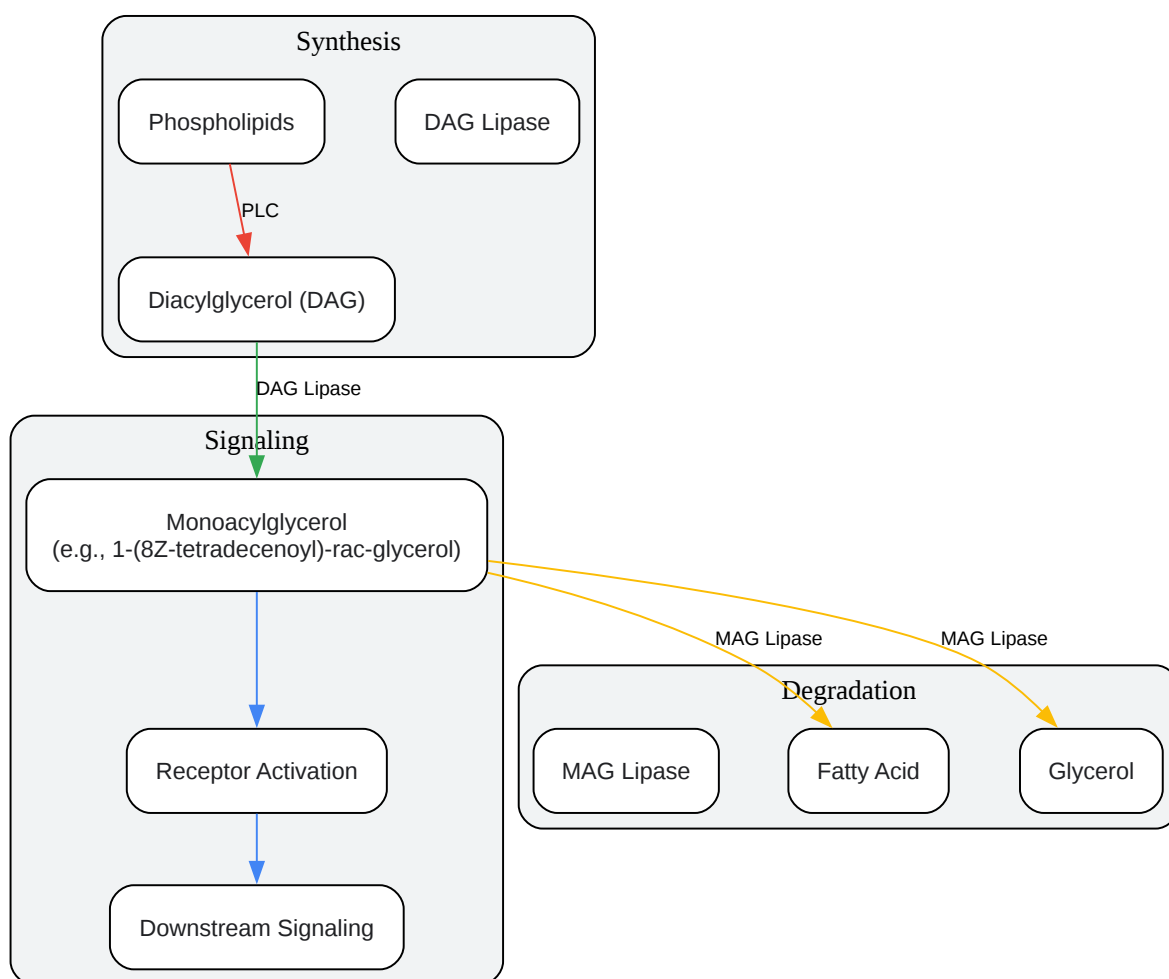 Synthesis
Phospholipids
DAG Lipase
PLC
Diacylglycerol (DAG)
DAG Lipase
Signaling
Monoacylglycerol
(e.g., 1-(8Z-tetradecenoyl)-rac-glycerol)
MAG Lipase
MAG Lipase
Degradation
Receptor Activation
MAG Lipase
Fatty Acid
Glycerol
Downstream Signaling